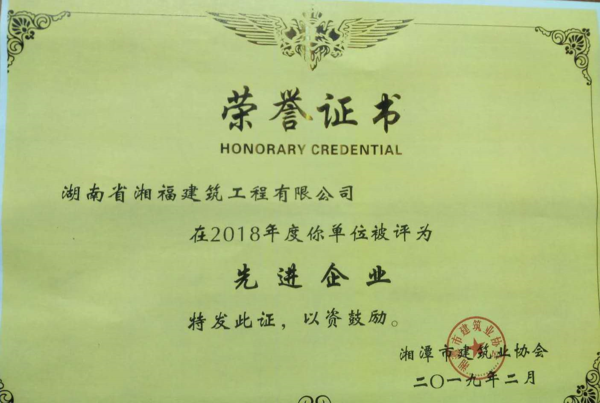 荣誉证书
HONORARY CREDENTIAL
湖南省湘福建筑工程有限公司
在2018年度你单位被评为
先进企业
特发此证，以资鼓励。
湘潭市建筑业协会
二〇一九年二月